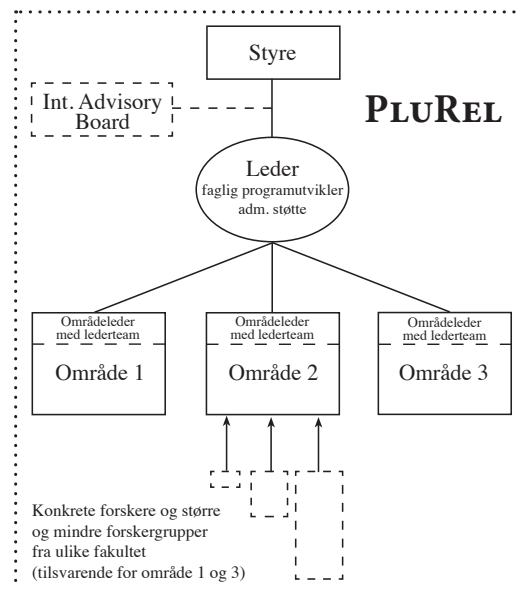 Styre
Int. Advisory
Board
PLUREL
Leder
faglig programutvikler
adm. støtte
Områdeleder
med lederteam
Område 1
Områdeleder
med lederteam
Område 2
Områdeleder
med lederteam
Område 3
Konkrete forskere og større
og mindre forskergrupper
fra ulike fakultet
(tilsvarende for område 1 og 3)